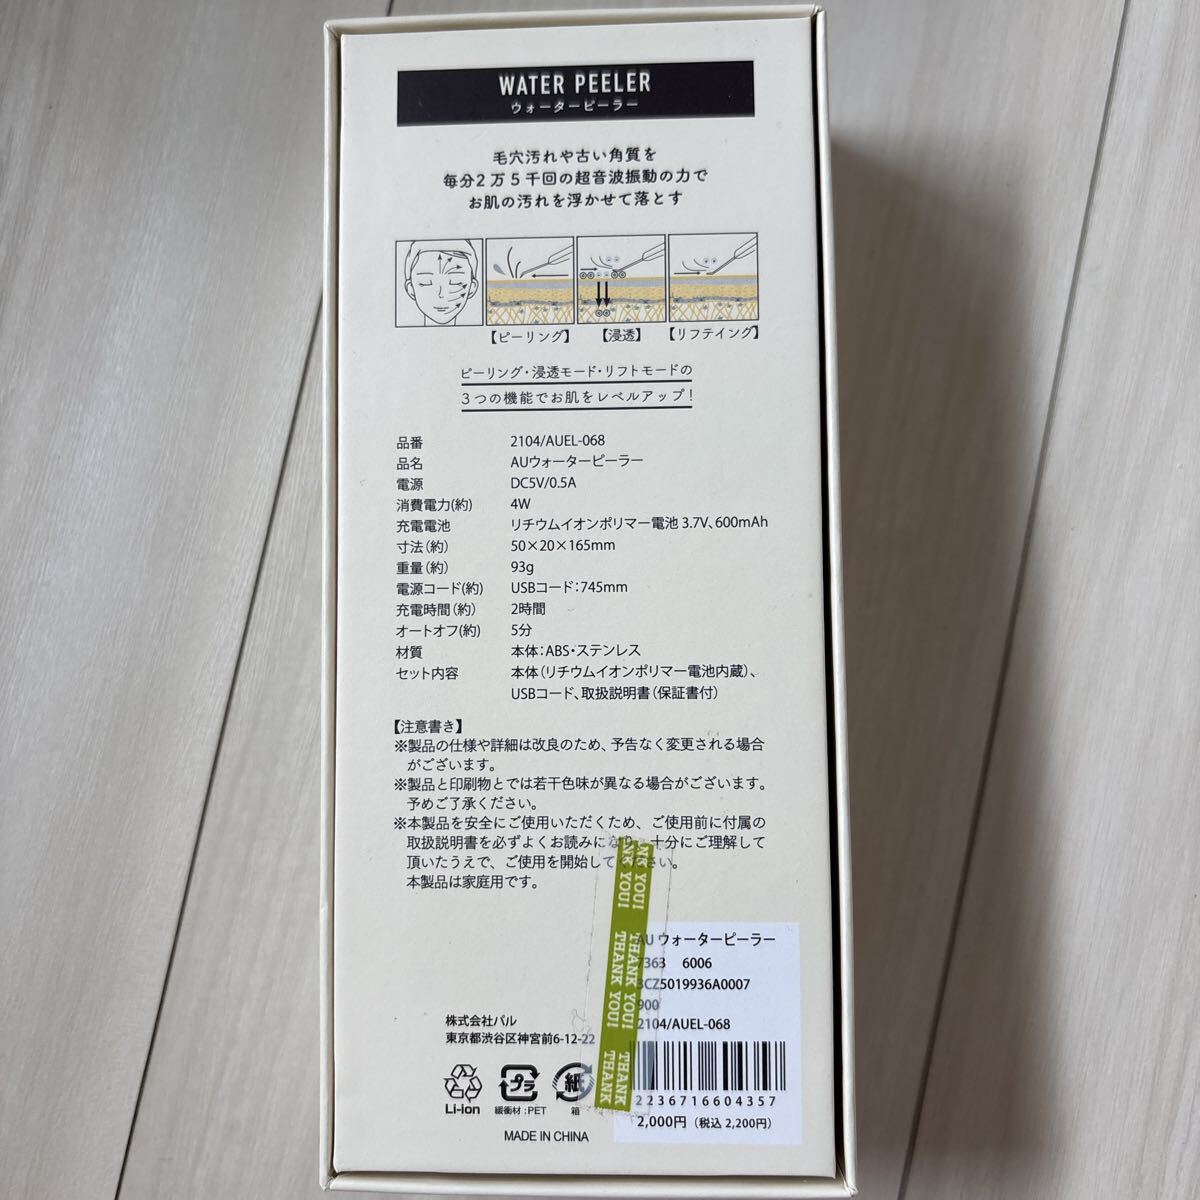 WATER PEELER
ウォーターピーラー
毛穴汚れや古い角質を
毎分2万5千回の超音波振動の力で
お肌の汚れを浮かせて落とす
【ピーリング】 【浸透】 【リフテイング】
ピーリング・浸透モード・リフトモードの
3つの機能でお肌をレベルアップ!
品番 2104/AUEL-068
品名 AUウォーターピーラー
電源 DC5V/0.5A
消費電力(約) 4W
充電電池 リチウムイオンポリマー電池 3.7V、600mAh
寸法(約) 50×20×165mm
重量(約) 93g
電源コード(約) USBコード:745mm
充電時間(約) 2時間
オートオフ(約) 5分
材質 本体:ABS・ステンレス
セット内容 本体(リチウムイオンポリマー電池内蔵)、
USBコード、取扱説明書(保証書付)
【注意書き】
※製品の仕様や詳細は改良のため、予告なく変更される場合
がございます。
※製品と印刷物とでは若干色味が異なる場合がございます。
予めご了承ください。
※本製品を安全にご使用いただくため、ご使用前に付属の
取扱説明書を必ずよくお読みになり、十分にご理解して
頂いたうえで、ご使用を開始してください。
本製品は家庭用です。
NK YOU!
NK YOU!
THANK YOU!
THANK YOU!
THANK
THANK
AU ウォーターピーラー
7363 6006
3CZ5019936A0007
900
2104/AUEL-068
2236716604357
2,000円 (税込 2,200円)
株式会社パル
東京都渋谷区神宮前6-12-22
Li-ion
プラ
緩衝材:PET
紙
箱
MADE IN CHINA